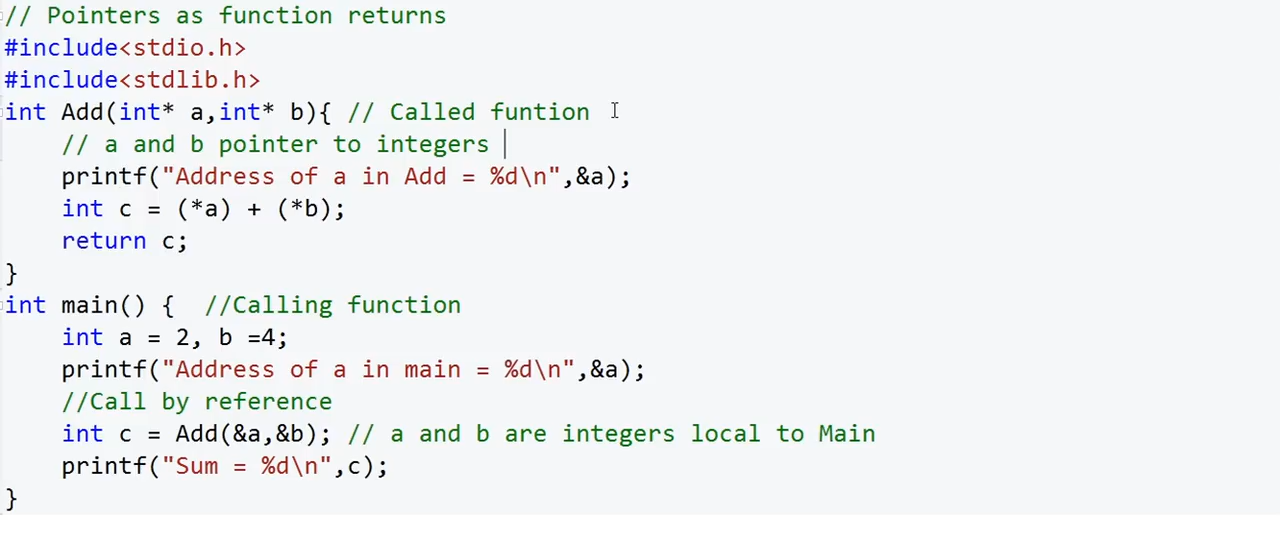 // Pointers as function returns
#include<stdio.h>
#include<stdlib.h>
int Add(int* a,int* b){ // Called funtion
    // a and b pointer to integers
    printf("Address of a in Add = %d\n",&a);
    int c = (*a) + (*b);
    return c;
}
int main() {  //Calling function
    int a = 2, b =4;
    printf("Address of a in main = %d\n",&a);
    //Call by reference
    int c = Add(&a,&b); // a and b are integers local to Main
    printf("Sum = %d\n",c);
}